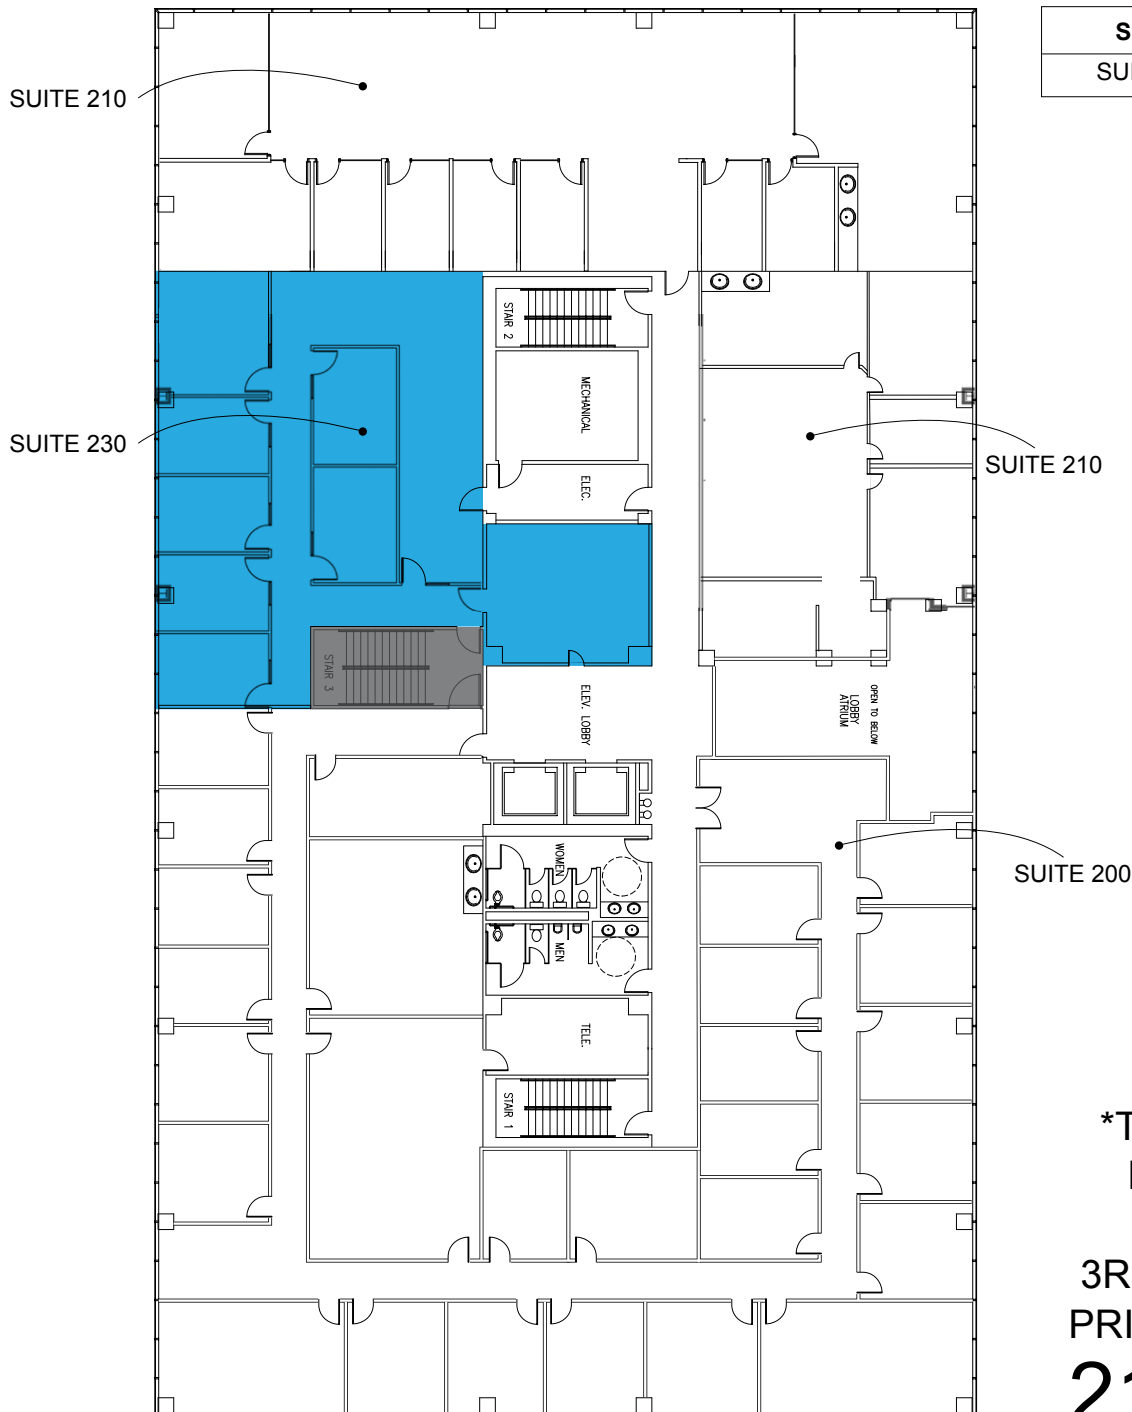 SUITE 210
STAIR 2
MECHANICAL
SUITE 230
ELEC.
SUITE 210
STAIR 3
ELEV. LOBBY
OPEN TO BELOW
LOBBY
ATRIUM
WOMEN
SUITE 200
MEN
TELE.
STAIR 1